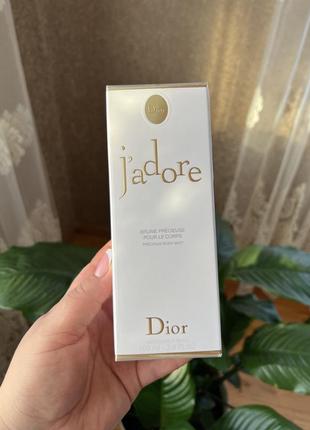 Dior
j'adore
BRUME PRÉCIEUSE
POUR LE CORPS
PRECIOUS BODY MIST
Dior